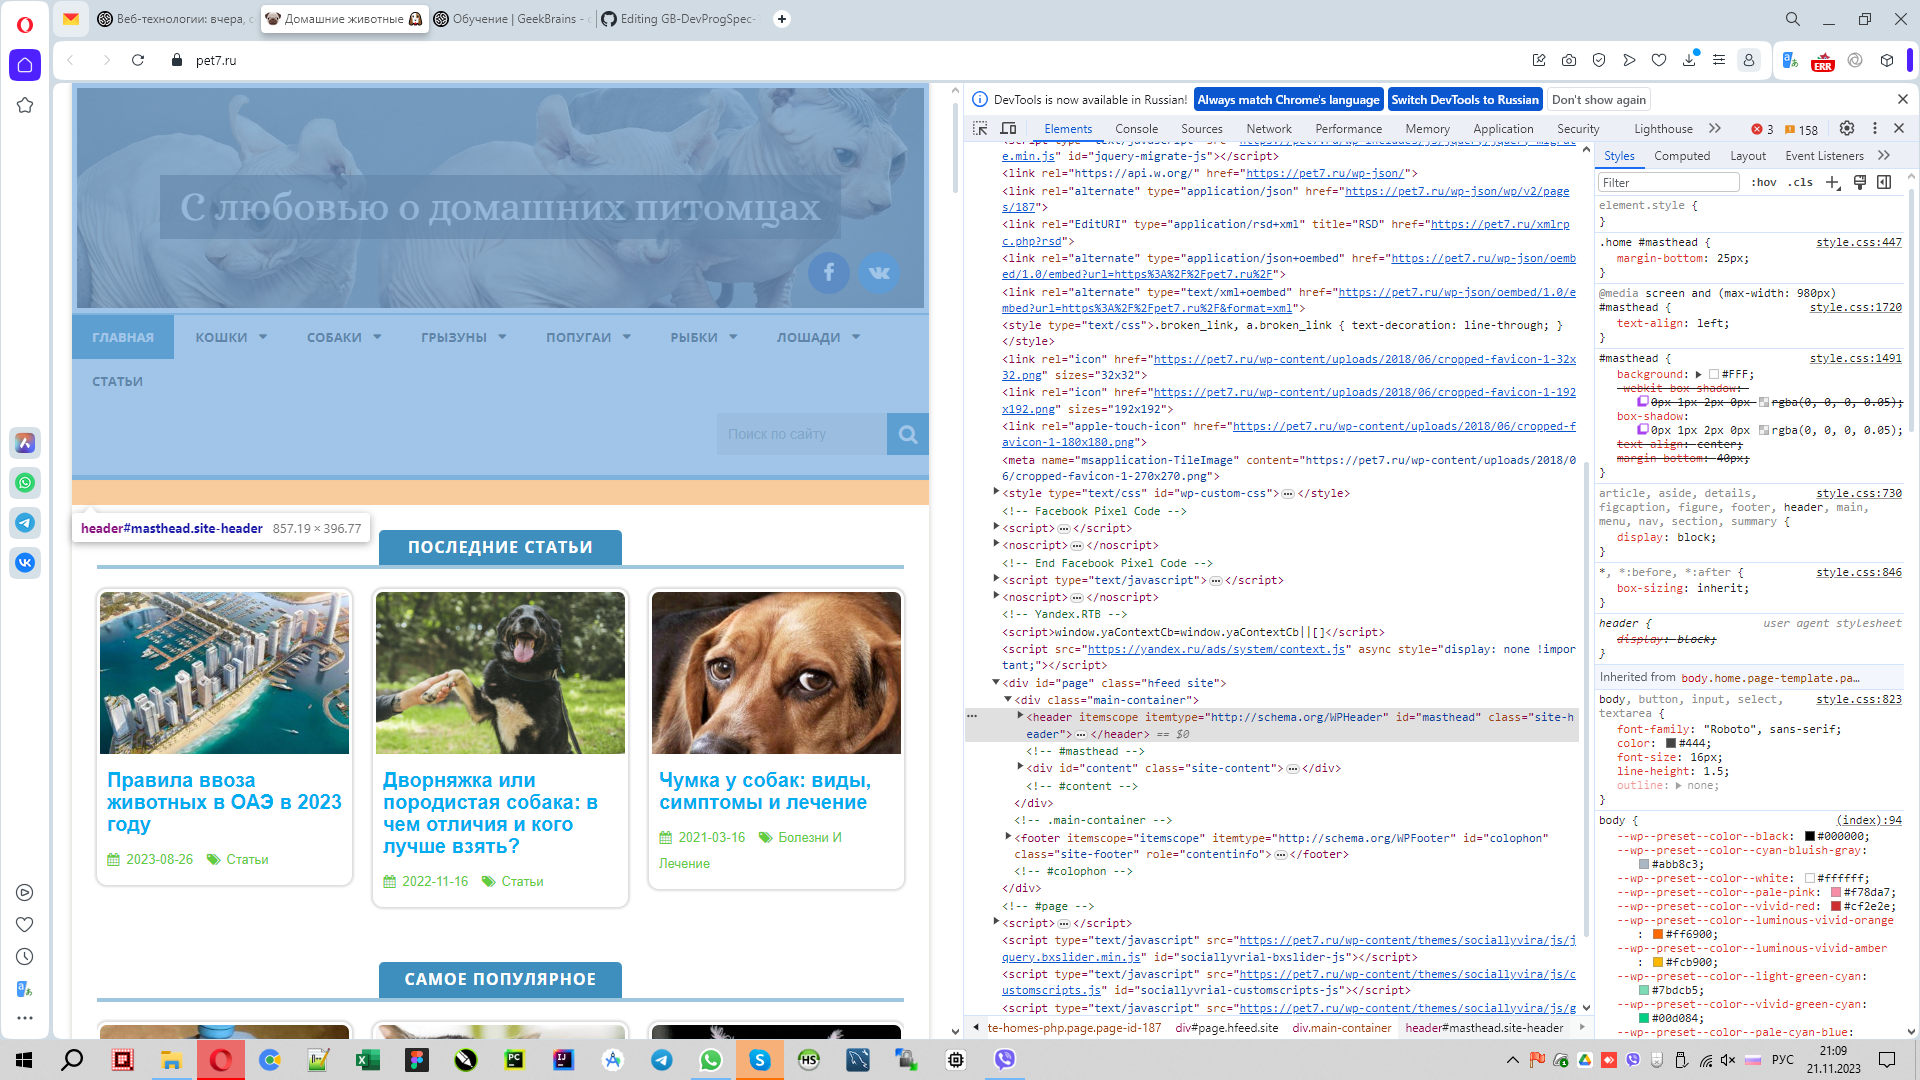 Веб-технологии: вчера, с
Домашние животные
Обучение | GeekBrains -
Editing GB-DevProgSpec-
pet7.ru
ERR
С любовью о домашних питомцах
ГЛАВНАЯ
КОШКИ
СОБАКИ
ГРЫЗУНЫ
ПОПУГАИ
РЫБКИ
ЛОШАДИ
СТАТЬИ
Поиск по сайту
header#masthead.site-header 857.19 × 396.77
ПОСЛЕДНИЕ СТАТЬИ
Правила ввоза
животных в ОАЭ в 2023
году
2023-08-26 Статьи
Дворняжка или
породистая собака: в
чем отличия и кого
лучше взять?
2022-11-16 Статьи
Чумка у собак: виды,
симптомы и лечение
2021-03-16 Болезни И
Лечение
САМОЕ ПОПУЛЯРНОЕ
DevTools is now available in Russian!
Always match Chrome's language
Switch DevTools to Russian
Don't show again
Elements
Console
Sources
Network
Performance
Memory
Application
Security
Lighthouse
3
158
e.min.js" id="jquery-migrate-js"></script>
<link rel="https://api.w.org/" href="https://pet7.ru/wp-json/">
<link rel="alternate" type="application/json" href="https://pet7.ru/wp-json/wp/v2/page
s/187">
<link rel="EditURI" type="application/rsd+xml" title="RSD" href="https://pet7.ru/xmlrp
c.php?rsd">
<link rel="alternate" type="application/json+oembed" href="https://pet7.ru/wp-json/oemb
ed/1.0/embed?url=https%3A%2F%2Fpet7.ru%2F">
<link rel="alternate" type="text/xml+oembed" href="https://pet7.ru/wp-json/oembed/1.0/e
mbed?url=https%3A%2F%2Fpet7.ru%2F&format=xml">
<style type="text/css">.broken_link, a.broken_link { text-decoration: line-through; }
</style>
<link rel="icon" href="https://pet7.ru/wp-content/uploads/2018/06/cropped-favicon-1-32x
32.png" sizes="32x32">
<link rel="icon" href="https://pet7.ru/wp-content/uploads/2018/06/cropped-favicon-1-192
x192.png" sizes="192x192">
<link rel="apple-touch-icon" href="https://pet7.ru/wp-content/uploads/2018/06/cropped-f
avicon-1-180x180.png">
<meta name="msapplication-TileImage" content="https://pet7.ru/wp-content/uploads/2018/0
6/cropped-favicon-1-270x270.png">
<style type="text/css" id="wp-custom-css">…</style>
<!-- Facebook Pixel Code -->
<script>…</script>
<noscript>…</noscript>
<!-- End Facebook Pixel Code -->
<script type="text/javascript">…</script>
<noscript>…</noscript>
<!-- Yandex.RTB -->
<script>window.yaContextCb=window.yaContextCb||[]</script>
<script src="https://yandex.ru/ads/system/context.js" async style="display: none !impor
tant;"></script>
<div id="page" class="hfeed site">
<div class="main-container">
<header itemscope itemtype="http://schema.org/WPHeader" id="masthead" class="site-h
eader">…</header> == $0
<!-- #masthead -->
<div id="content" class="site-content">…</div>
<!-- #content -->
</div>
<!-- .main-container -->
<footer itemscope="itemscope" itemtype="http://schema.org/WPFooter" id="colophon"
class="site-footer" role="contentinfo">…</footer>
<!-- #colophon -->
</div>
<!-- #page -->
<script>…</script>
<script type="text/javascript" src="https://pet7.ru/wp-content/themes/sociallyvira/js/j
query.bxslider.min.js" id="sociallyvrial-bxslider-js"></script>
<script type="text/javascript" src="https://pet7.ru/wp-content/themes/sociallyvira/js/c
ustomscripts.js" id="sociallyvrial-customscripts-js"></script>
<script type="text/javascript" src="https://pet7.ru/wp-content/themes/sociallyvira/js/g
te-homes-php.page.page-id-187
div#page.hfeed.site
div.main-container
header#masthead.site-header
Styles
Computed
Layout
Event Listeners
Filter
:hov
.cls
element.style {
}
.home #masthead {
style.css:447
margin-bottom: 25px;
}
@media screen and (max-width: 980px)
#masthead {
style.css:1720
text-align: left;
}
#masthead {
style.css:1491
background: #FFF;
-webkit-box-shadow:
0px 1px 2px 0px rgba(0, 0, 0, 0.05);
box-shadow:
0px 1px 2px 0px rgba(0, 0, 0, 0.05);
text-align: center;
margin-bottom: 40px;
}
article, aside, details,
style.css:730
figcaption, figure, footer, header, main,
menu, nav, section, summary {
display: block;
}
*, *:before, *:after {
style.css:846
box-sizing: inherit;
}
header {
user agent stylesheet
display: block;
}
Inherited from body.home.page-template.pa…
body, button, input, select,
style.css:823
textarea {
font-family: "Roboto", sans-serif;
color: #444;
font-size: 16px;
line-height: 1.5;
outline: none;
}
body {
(index):94
--wp--preset--color--black: #000000;
--wp--preset--color--cyan-bluish-gray:
#abb8c3;
--wp--preset--color--white: #ffffff;
--wp--preset--color--pale-pink: #f78da7;
--wp--preset--color--vivid-red: #cf2e2e;
--wp--preset--color--luminous-vivid-orange
: #ff6900;
--wp--preset--color--luminous-vivid-amber
: #fcb900;
--wp--preset--color--light-green-cyan:
#7bdcb5;
--wp--preset--color--vivid-green-cyan:
#00d084;
--wp--preset--color--pale-cyan-blue:
РУС
21:09
21.11.2023